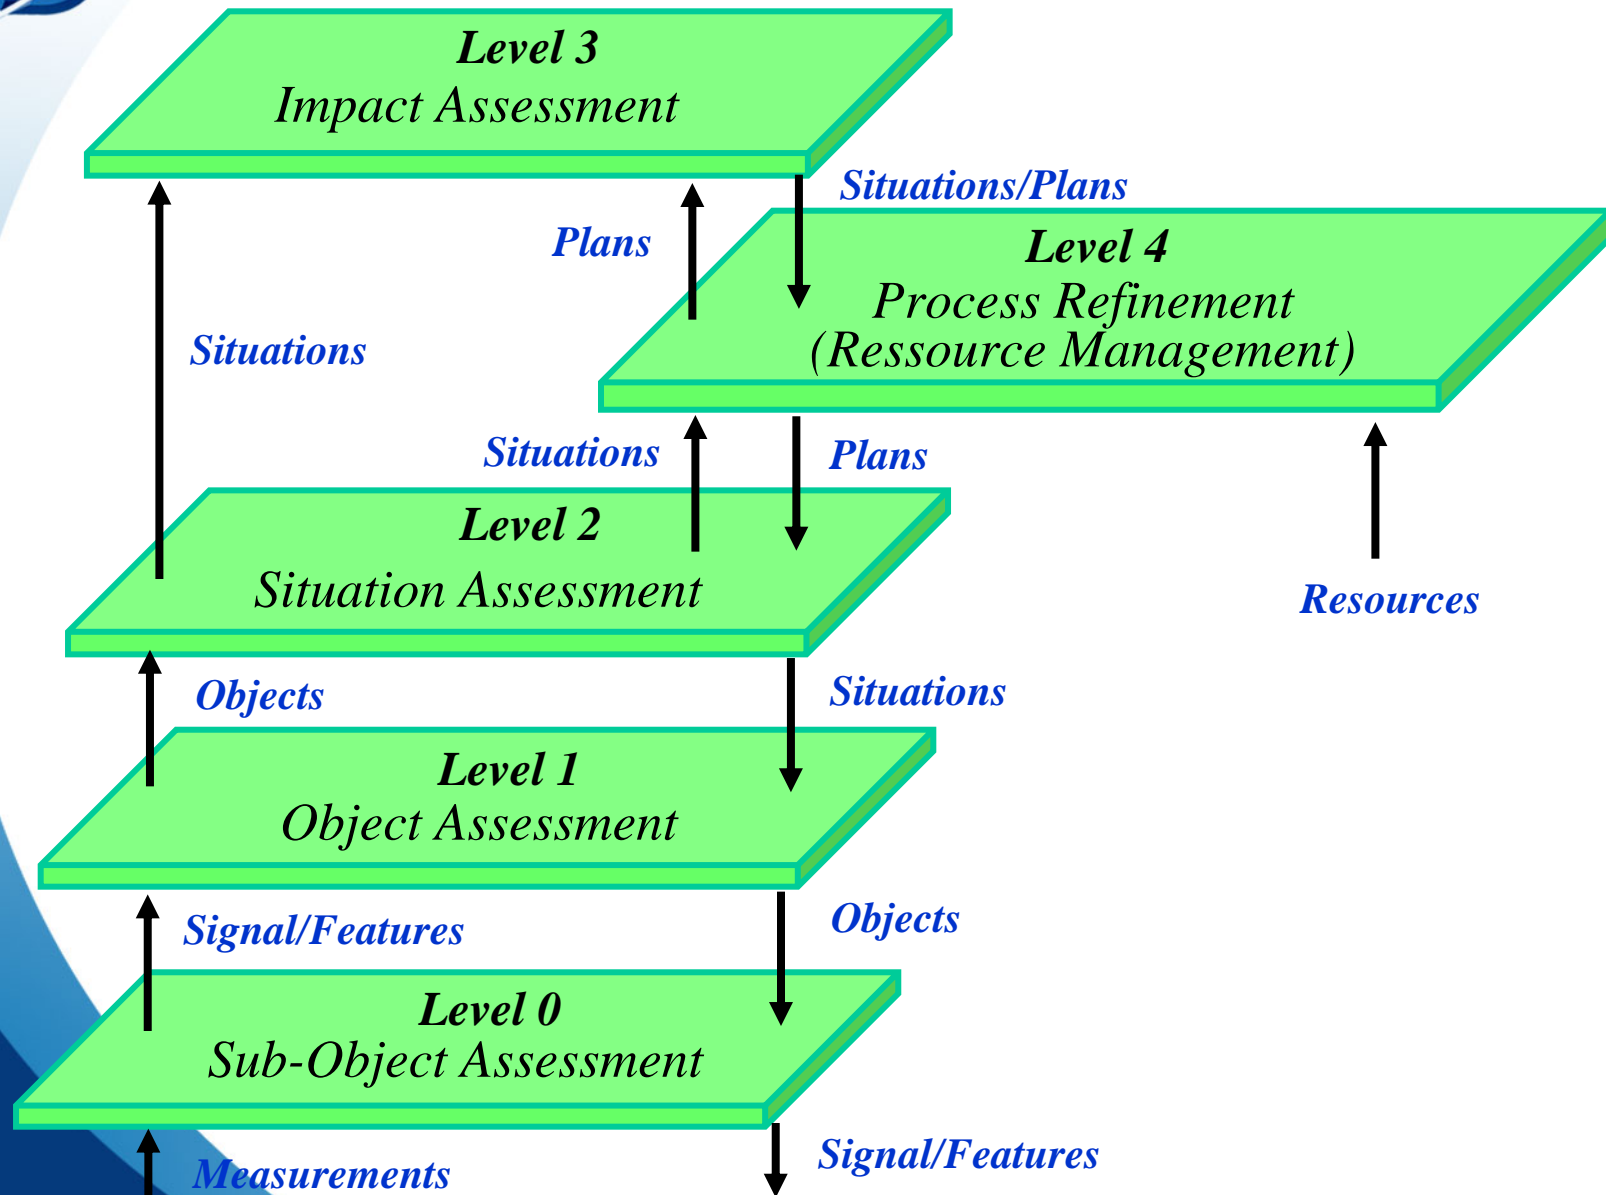 Level 3
Impact Assessment
Situations/Plans
Plans
Level 4
Process Refinement
(Ressource Management)
Situations
Situations
Plans
Level 2
Situation Assessment
Resources
Objects
Situations
Level 1
Object Assessment
Signal/Features
Objects
Level 0
Sub-Object Assessment
Measurements
Signal/Features